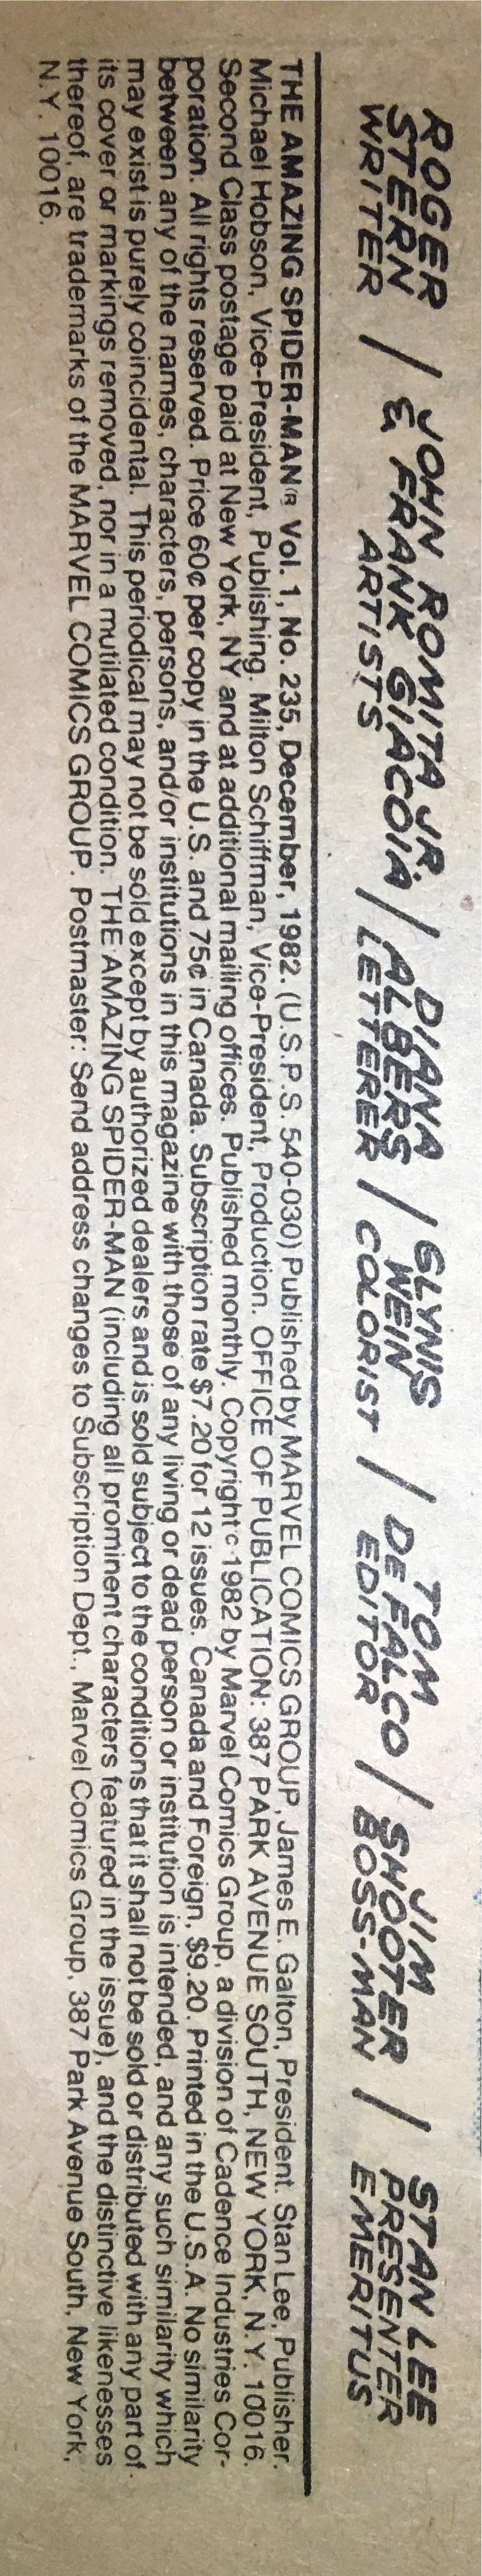 ROGER STERN WRITER / JOHN ROMITA JR. & FRANK GIACOIA ARTISTS / DIANA ALBERS LETTERER / GLYNIS WEIN COLORIST / TOM DEFALCO EDITOR / JIM SHOOTER BOSS-MAN / STAN LEE PRESENTER EMERITUS
THE AMAZING SPIDER-MAN® Vol. 1, No. 235, December, 1982. (U.S.P.S. 540-030) Published by MARVEL COMICS GROUP, James E. Galton, President. Stan Lee, Publisher.
Michael Hobson, Vice-President, Publishing. Milton Schiffman, Vice-President, Production. OFFICE OF PUBLICATION: 387 PARK AVENUE SOUTH, NEW YORK, N.Y. 10016.
Second Class postage paid at New York, NY and at additional mailing offices. Published monthly. Copyright © 1982 by Marvel Comics Group, a division of Cadence Industries Cor-
poration. All rights reserved. Price 60¢ per copy in the U.S. and 75¢ in Canada. Subscription rate $7.20 for 12 issues. Canada and Foreign, $9.20. Printed in the U.S.A. No similarity
between any of the names, characters, persons, and/or institutions in this magazine with those of any living or dead person or institution is intended, and any such similarity which
may exist is purely coincidental. This periodical may not be sold except by authorized dealers and is sold subject to the conditions that it shall not be sold or distributed with any part of
its cover or markings removed, nor in a mutilated condition. THE AMAZING SPIDER-MAN (including all prominent characters featured in the issue), and the distinctive likenesses
thereof, are trademarks of the MARVEL COMICS GROUP. Postmaster: Send address changes to Subscription Dept., Marvel Comics Group, 387 Park Avenue South, New York,
N.Y. 10016.